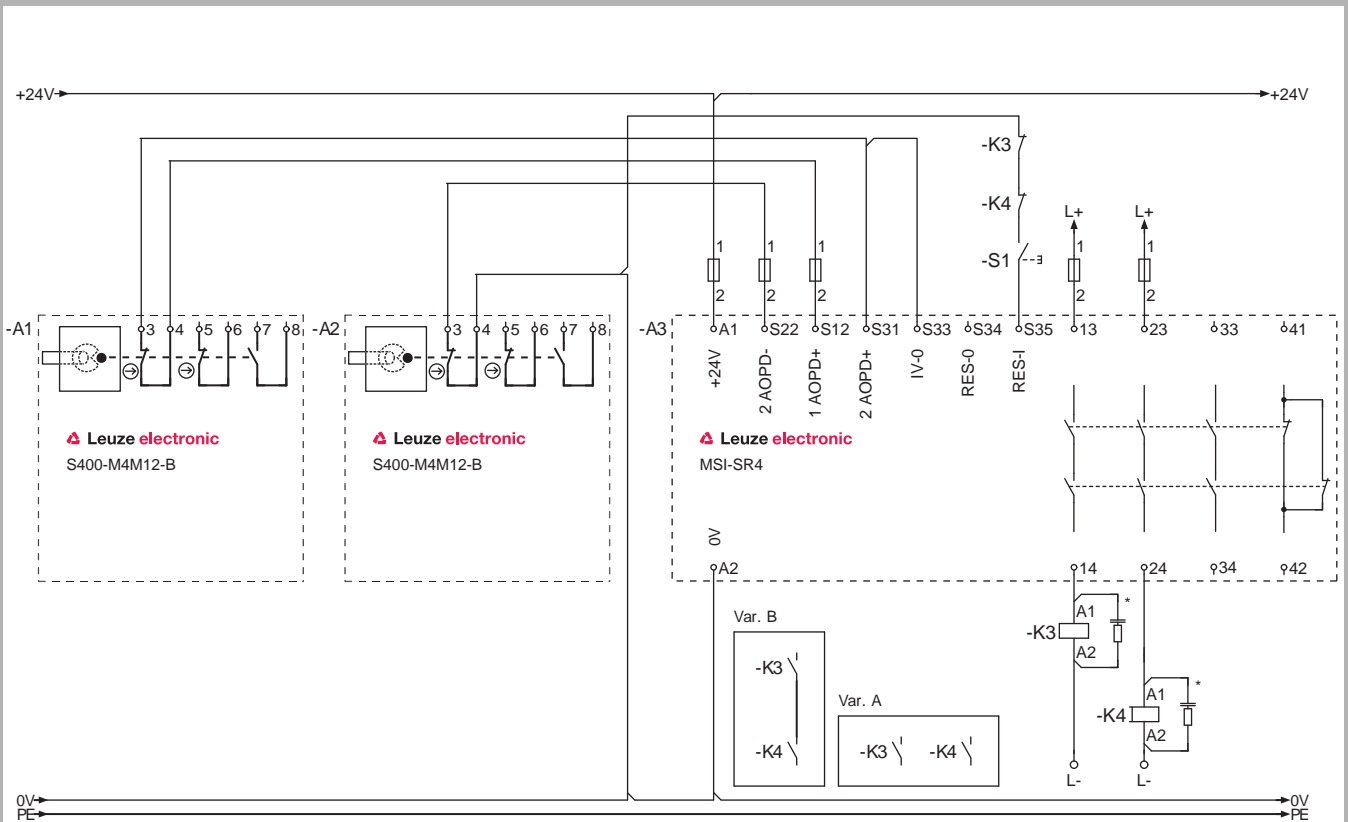 +24V
+24V
-K3
-K4
-S1
L+ L+
1 1 1 1 1
2 2 2 2 2
-A1 3 4 5 6 7 8
-A2 3 4 5 6 7 8
-A3 A1 S22 S12 S31 S33 S34 S35 13 23 33 41
+24V
2 AOPD-
1 AOPD+
2 AOPD+
IV-0
RES-0
RES-I
Leuze electronic
S400-M4M12-B
Leuze electronic
S400-M4M12-B
Leuze electronic
MSI-SR4
0V
A2 14 24 34 42
Var. B
-K3
-K4
Var. A
-K3 -K4
-K3 A1 *
A2
-K4 A1 *
A2
L- L-
0V 0V
PE PE